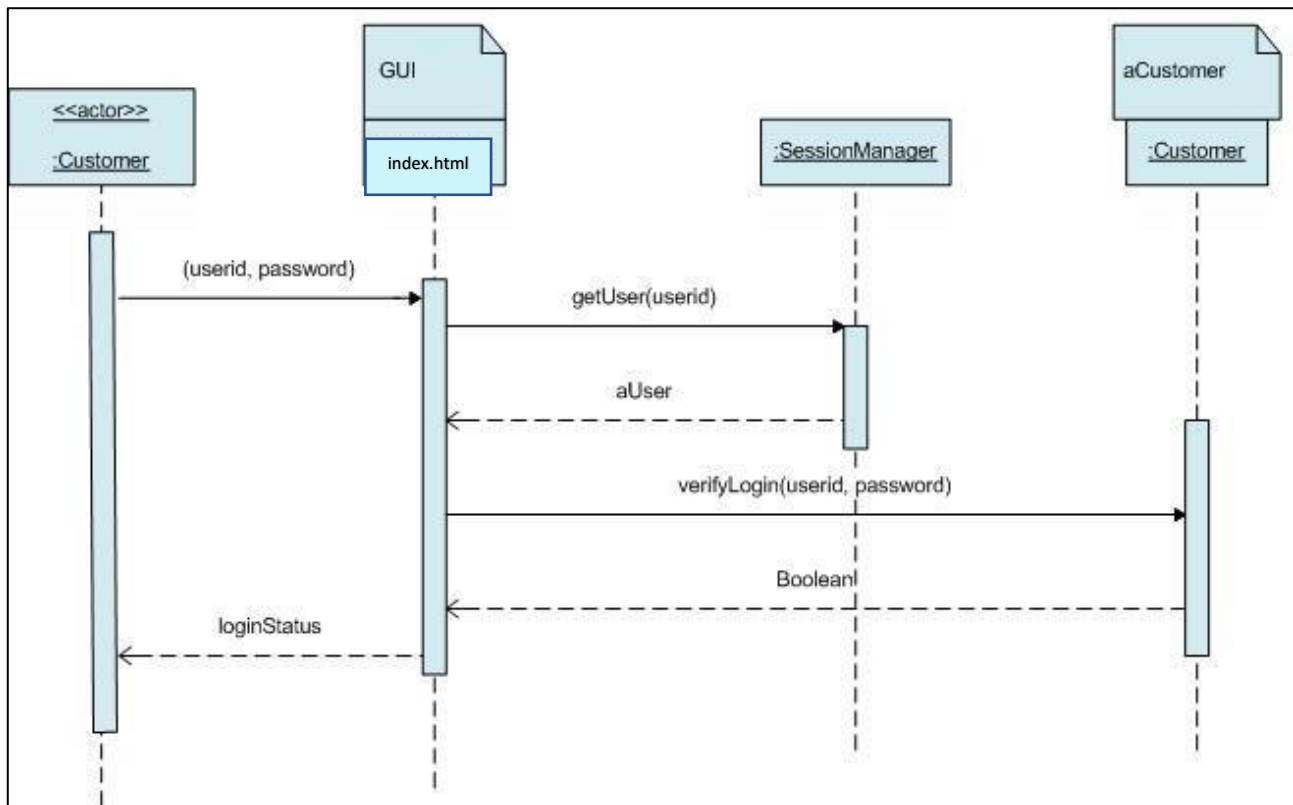 GUI
aCustomer
<<actor>>
:Customer
index.html
:SessionManager
:Customer
(userid, password)
getUser(userid)
aUser
verifyLogin(userid, password)
Boolean
loginStatus